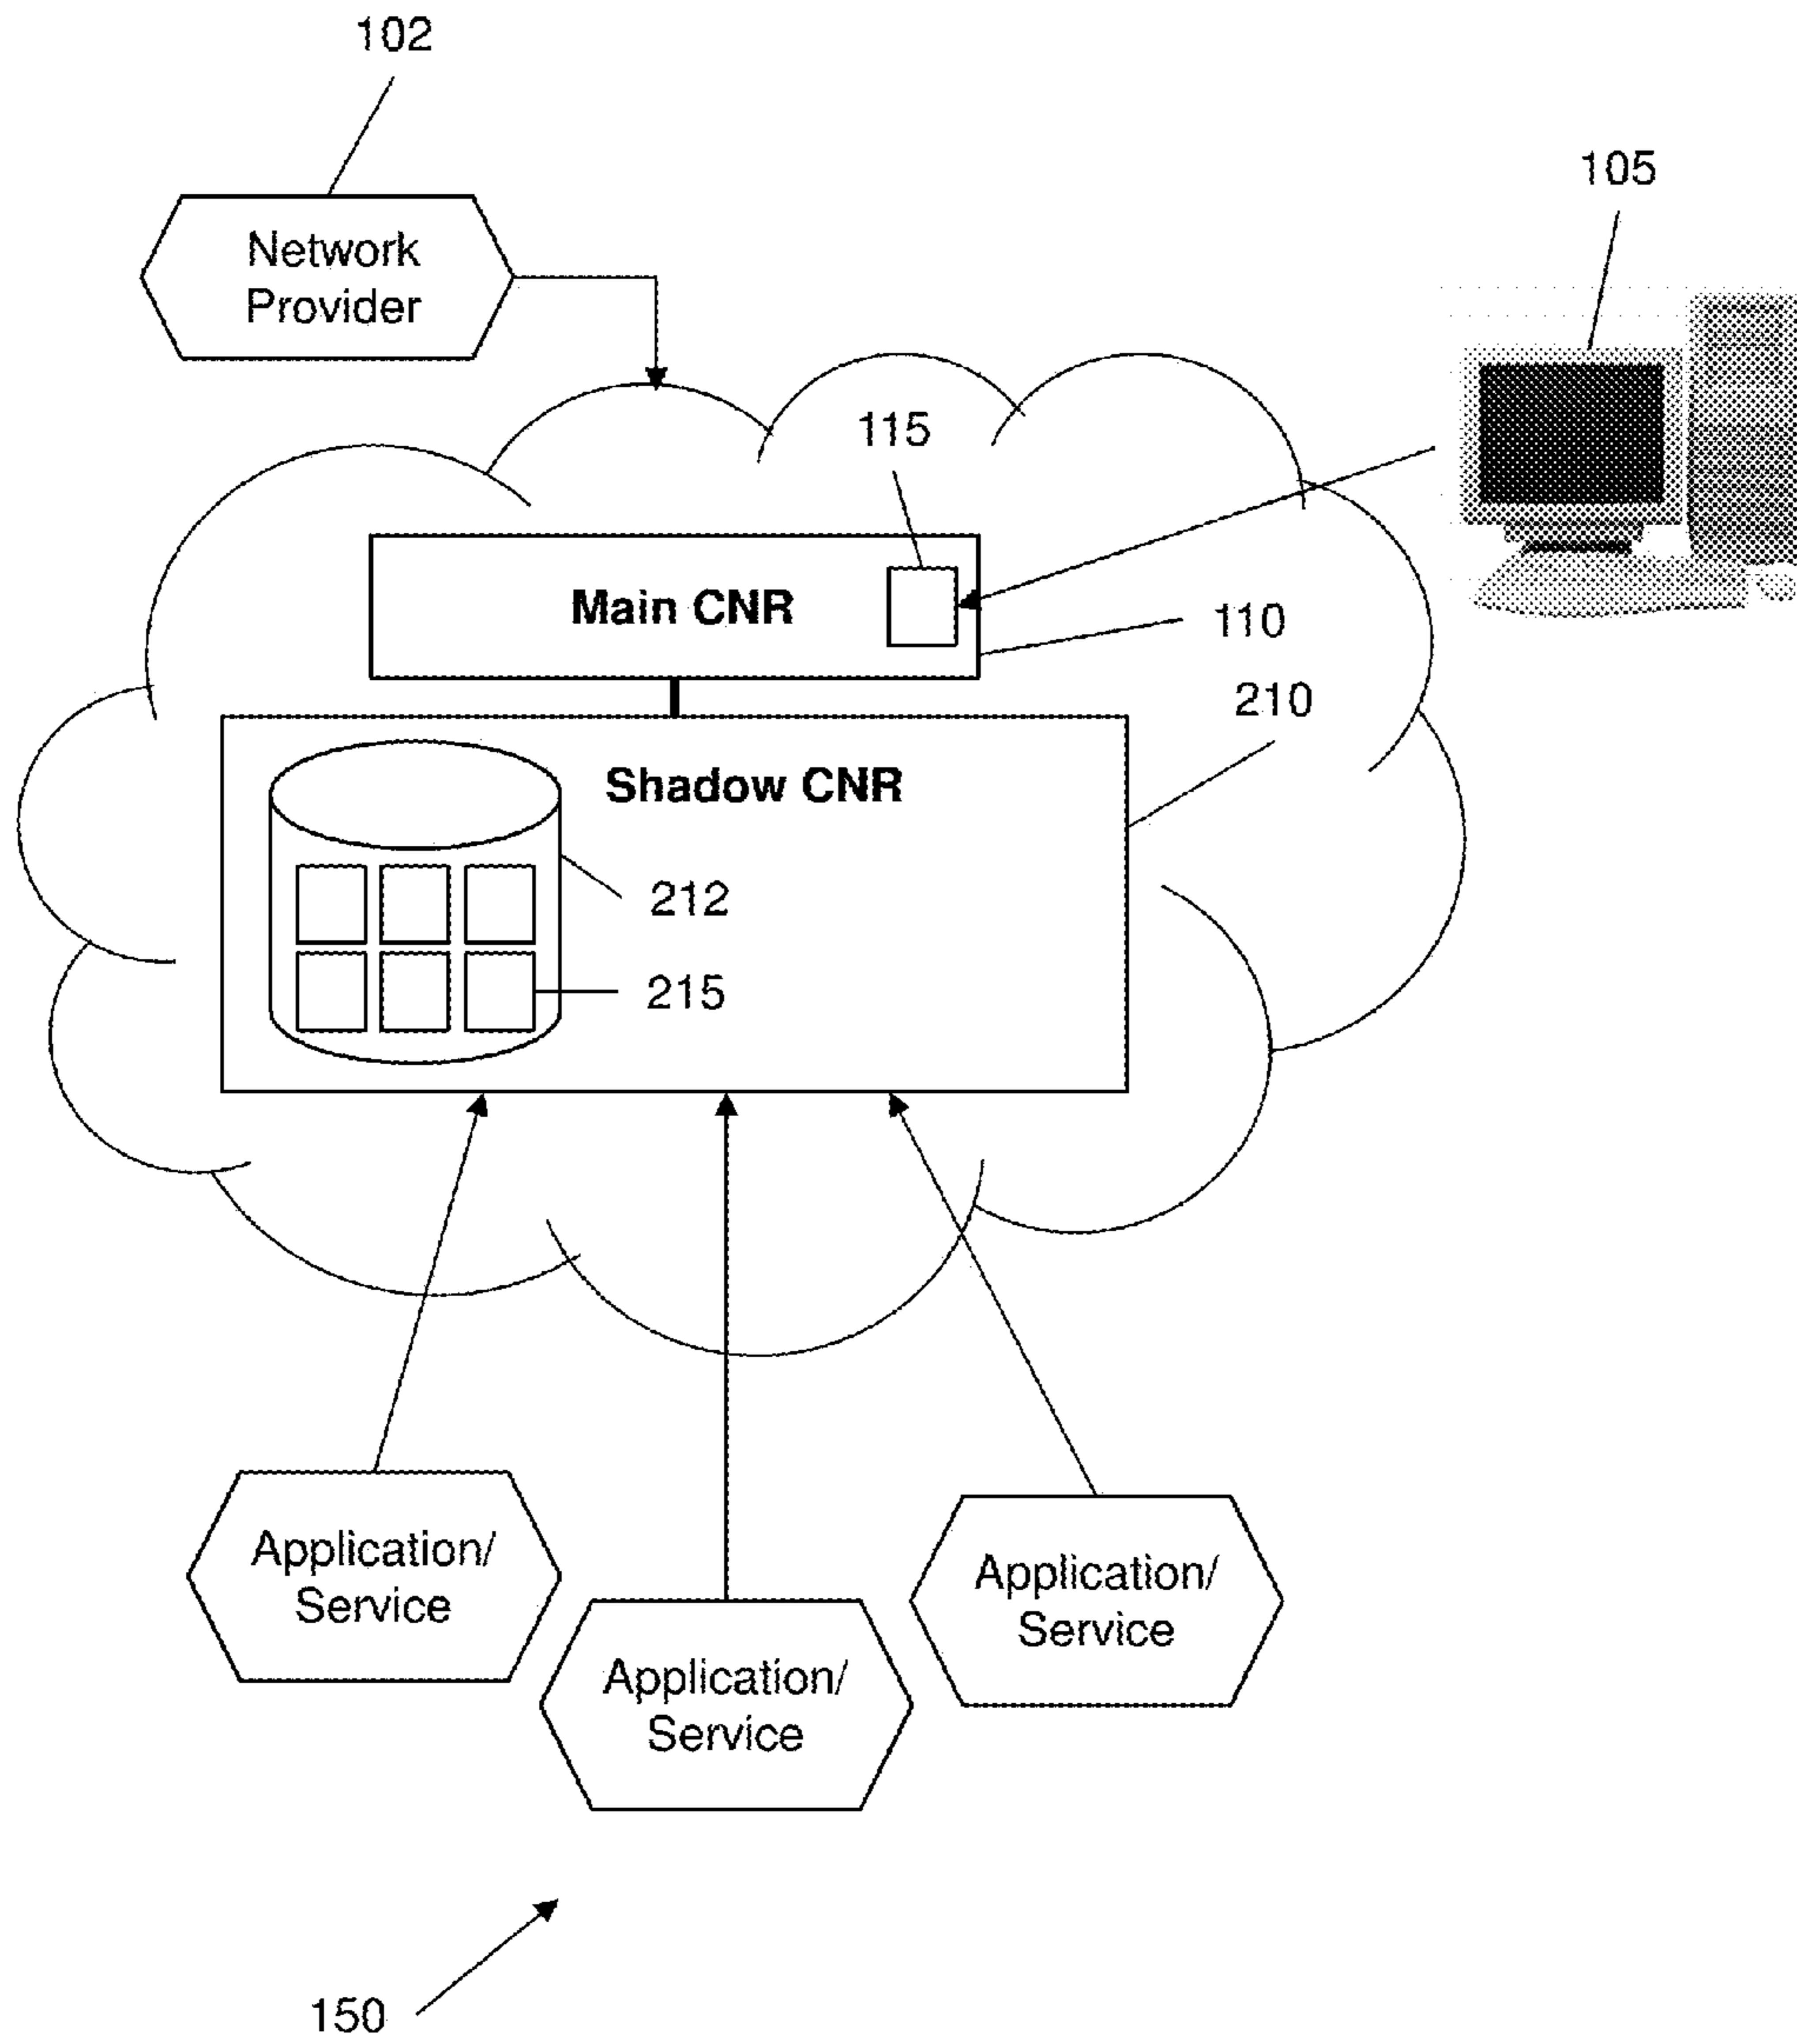 102
105
Network
Provider
115
Main CNR
110
210
Shadow CNR
212
215
Application/
Service
Application/
Service
Application/
Service
150